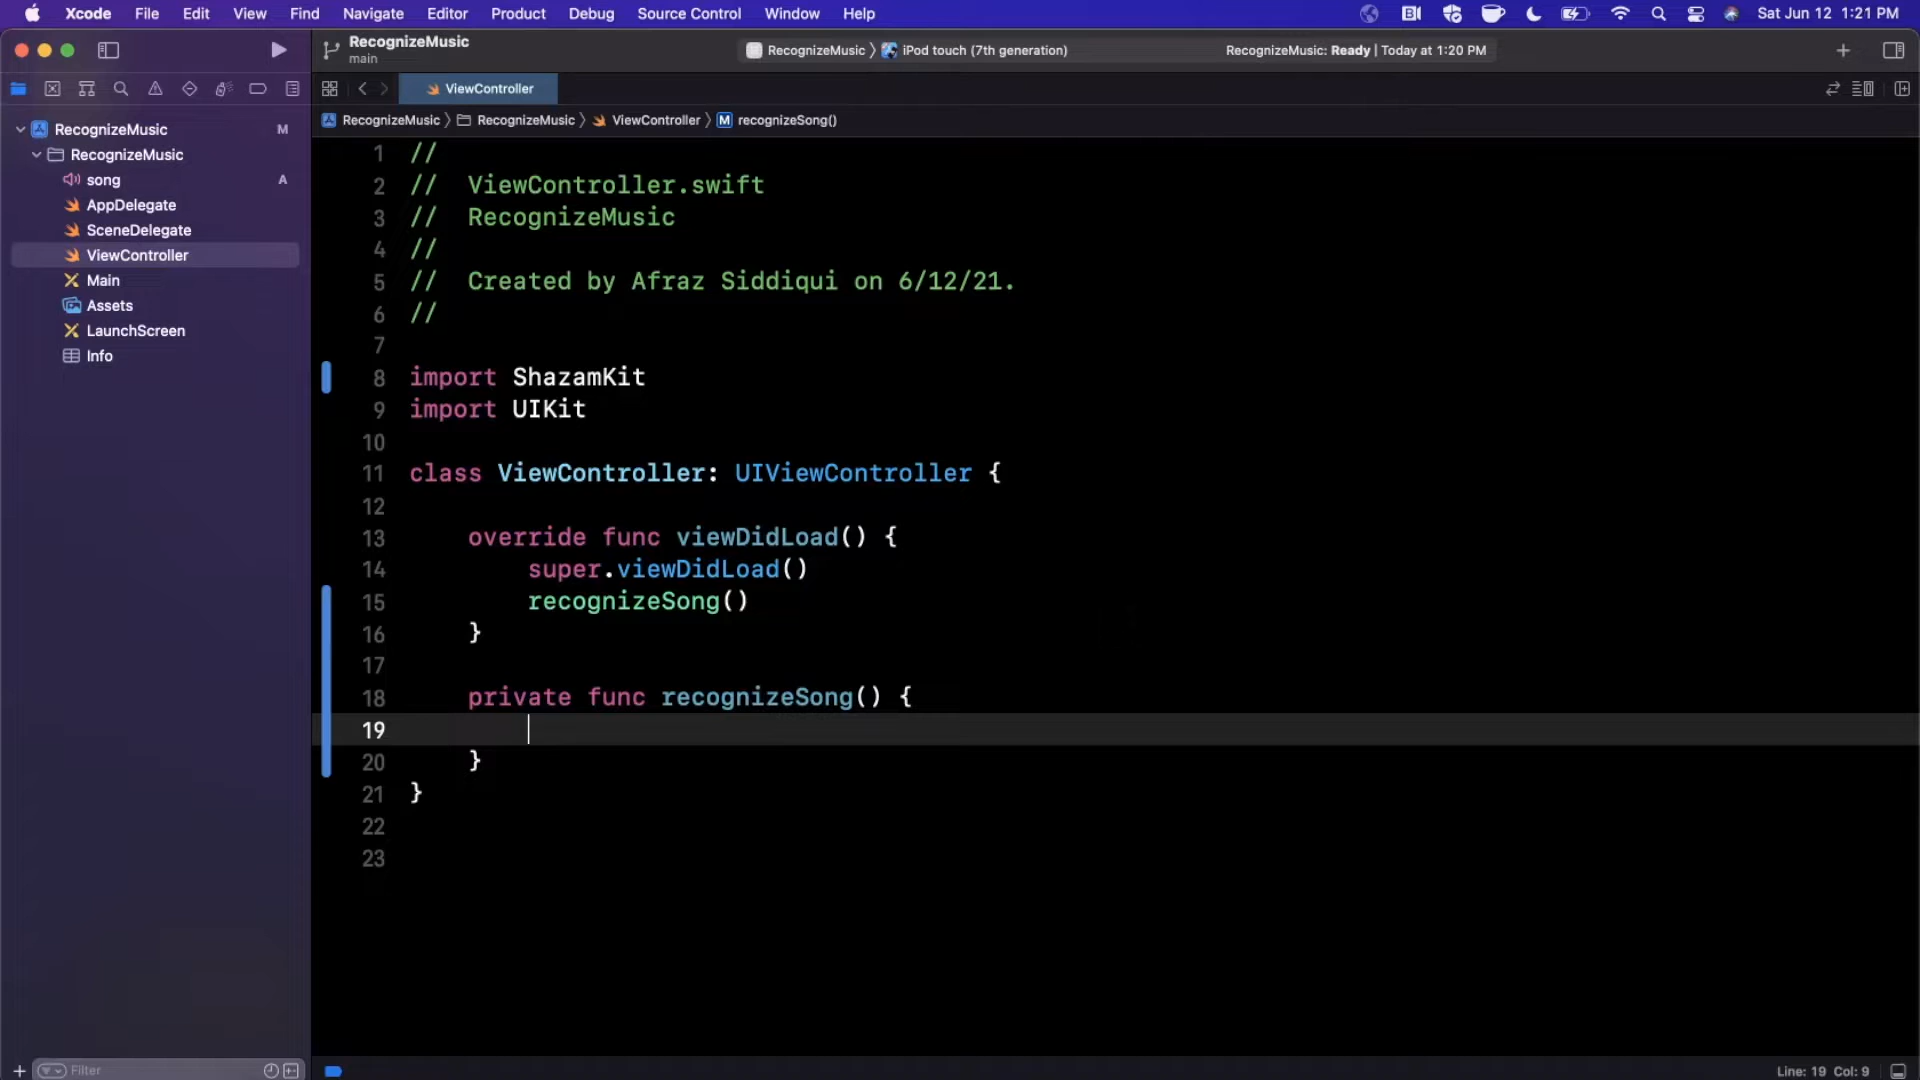 Xcode File Edit View Find Navigate Editor Product Debug Source Control Window Help Sat Jun 12 1:21 PM
RecognizeMusic
main
RecognizeMusic 〉 iPod touch (7th generation)
RecognizeMusic: Ready | Today at 1:20 PM
ViewController
RecognizeMusic 〉 RecognizeMusic 〉 ViewController 〉 M recognizeSong()
RecognizeMusic M
RecognizeMusic
song A
AppDelegate
SceneDelegate
ViewController
Main
Assets
LaunchScreen
Info
1 //
2 //  ViewController.swift
3 //  RecognizeMusic
4 //
5 //  Created by Afraz Siddiqui on 6/12/21.
6 //
7
8 import ShazamKit
9 import UIKit
10
11 class ViewController: UIViewController {
12
13     override func viewDidLoad() {
14         super.viewDidLoad()
15         recognizeSong()
16     }
17
18     private func recognizeSong() {
19
20     }
21 }
22
23
Filter
Line: 19 Col: 9